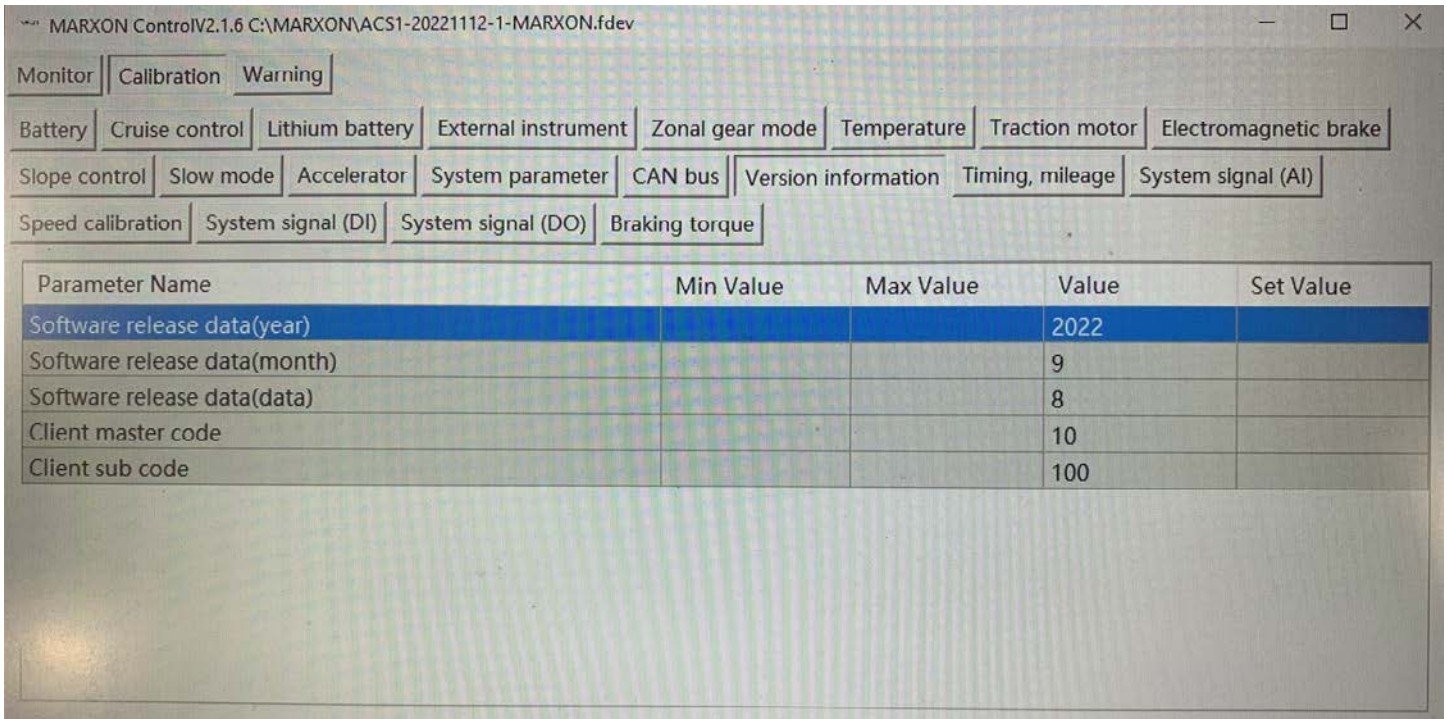 MARXON ControlV2.1.6 C:\MARXON\ACS1-20221112-1-MARXON.fdev
Monitor Calibration Warning
Battery Cruise control Lithium battery External instrument Zonal gear mode Temperature Traction motor Electromagnetic brake
Slope control Slow mode Accelerator System parameter CAN bus Version information Timing, mileage System signal (AI)
Speed calibration System signal (DI) System signal (DO) Braking torque
Parameter Name Min Value Max Value Value Set Value
Software release data(year) 2022
Software release data(month) 9
Software release data(data) 8
Client master code 10
Client sub code 100